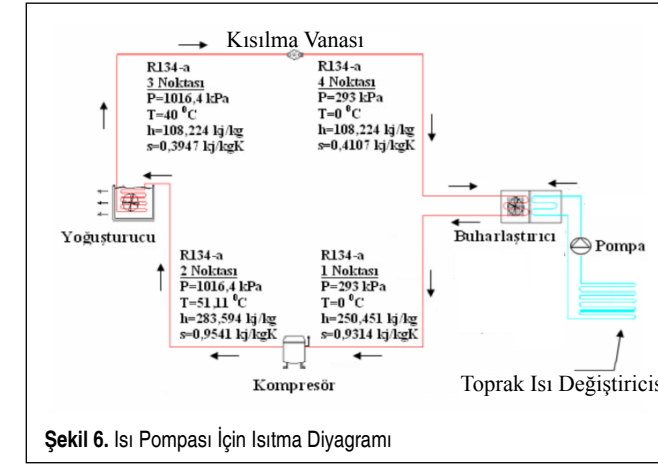 Kısılma Vanası
R134-a
3 Noktası
P=1016,4 kPa
T=40 ⁰C
h=108,224 kj/kg
s=0,3947 kj/kgK
R134-a
4 Noktası
P=293 kPa
T=0 ⁰C
h=108,224 kj/kg
s=0,4107 kj/kgK
Yoğuşturucu
Buharlaştırıcı
Pompa
R134-a
2 Noktası
P=1016,4 kPa
T=51,11 ⁰C
h=283,594 kj/kg
s=0,9541 kj/kgK
R134-a
1 Noktası
P=293 kPa
T=0 ⁰C
h=250,451 kj/kg
s=0,9314 kj/kgK
Kompresör
Toprak Isı Değiştiricis
Şekil 6. Isı Pompası İçin Isıtma Diyagramı